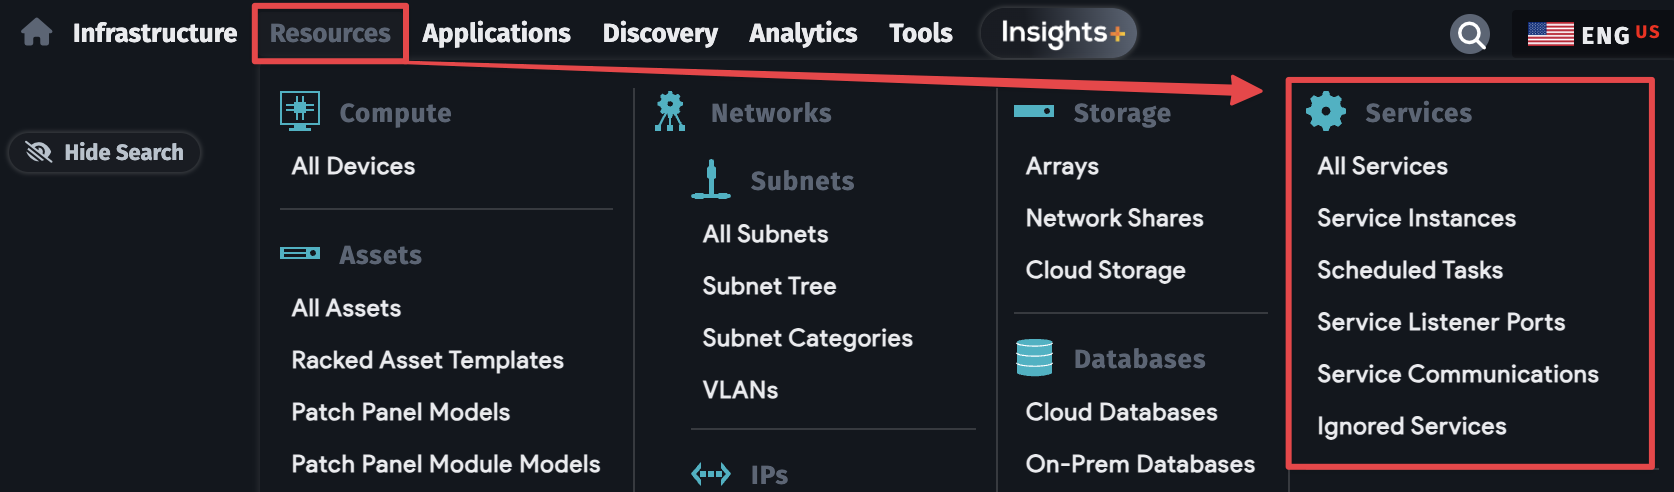 Infrastructure Resources Applications Discovery Analytics Tools Insights+ ENG US
Hide Search
Compute
All Devices
Assets
All Assets
Racked Asset Templates
Patch Panel Models
Patch Panel Module Models
Networks
Subnets
All Subnets
Subnet Tree
Subnet Categories
VLANs
IPs
Storage
Arrays
Network Shares
Cloud Storage
Databases
Cloud Databases
On-Prem Databases
Services
All Services
Service Instances
Scheduled Tasks
Service Listener Ports
Service Communications
Ignored Services